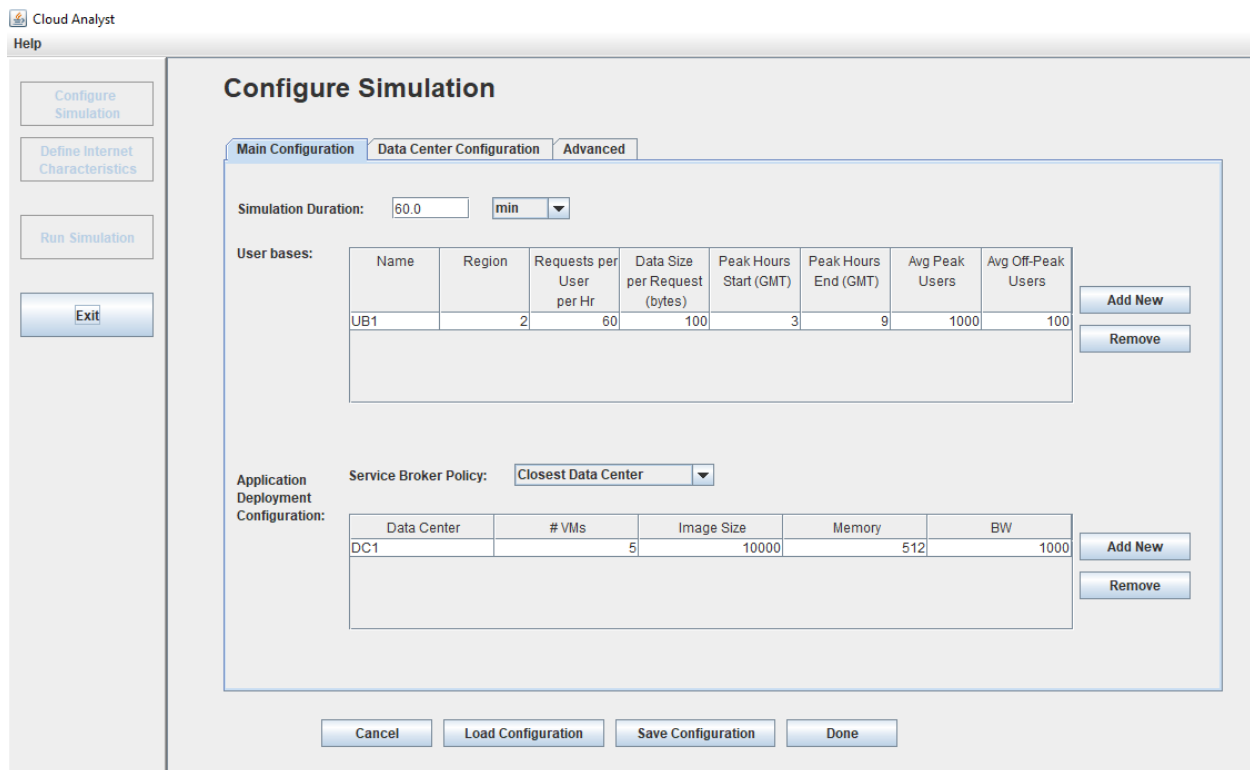 Cloud Analyst
Help
Configure
Simulation
Define Internet
Characteristics
Run Simulation
Exit
Configure Simulation
Main Configuration Data Center Configuration Advanced
Simulation Duration: 60.0 min
User bases:
Name Region Requests per User per Hr Data Size per Request (bytes) Peak Hours Start (GMT) Peak Hours End (GMT) Avg Peak Users Avg Off-Peak Users
UB1 2 60 100 3 9 1000 100
Add New
Remove
Application
Deployment
Configuration:
Service Broker Policy: Closest Data Center
Data Center # VMs Image Size Memory BW
DC1 5 10000 512 1000
Add New
Remove
Cancel Load Configuration Save Configuration Done